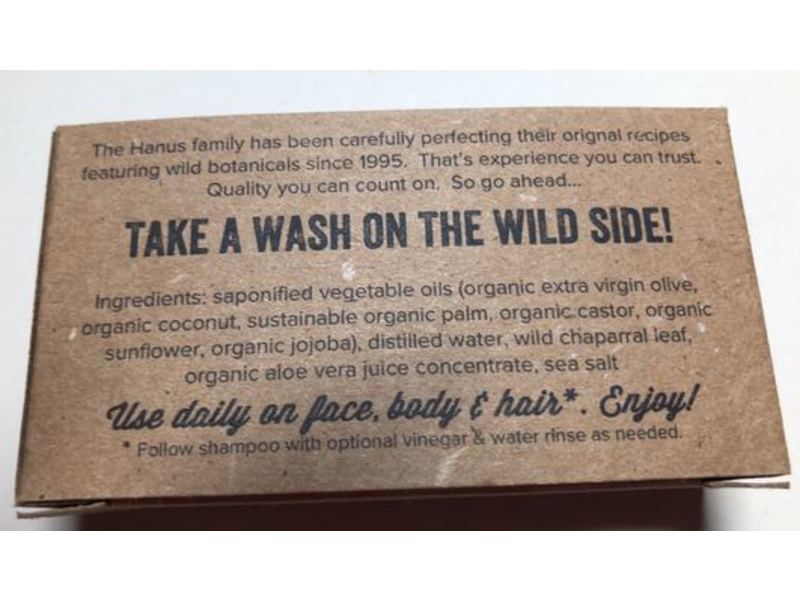 The Hanus family has been carefully perfecting their orignal recipes
featuring wild botanicals since 1995. That's experience you can trust.
Quality you can count on. So go ahead...
TAKE A WASH ON THE WILD SIDE!
Ingredients: saponified vegetable oils (organic extra virgin olive,
organic coconut, sustainable organic palm, organic castor, organic
sunflower, organic jojoba), distilled water, wild chaparral leaf,
organic aloe vera juice concentrate, sea salt
Use daily on face, body & hair*. Enjoy!
* Follow shampoo with optional vinegar & water rinse as needed.